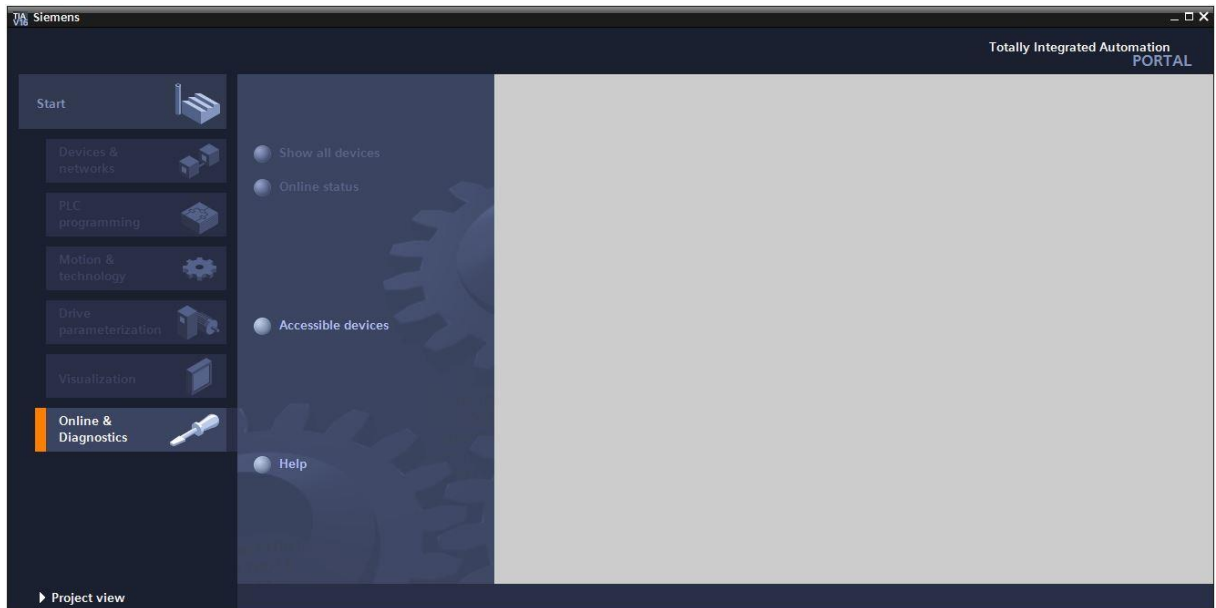 TIA
V16 Siemens
Totally Integrated Automation
PORTAL
Start
Devices &
networks
PLC
programming
Motion &
technology
Drive
parameterization
Visualization
Online &
Diagnostics
Show all devices
Online status
Accessible devices
Help
Project view